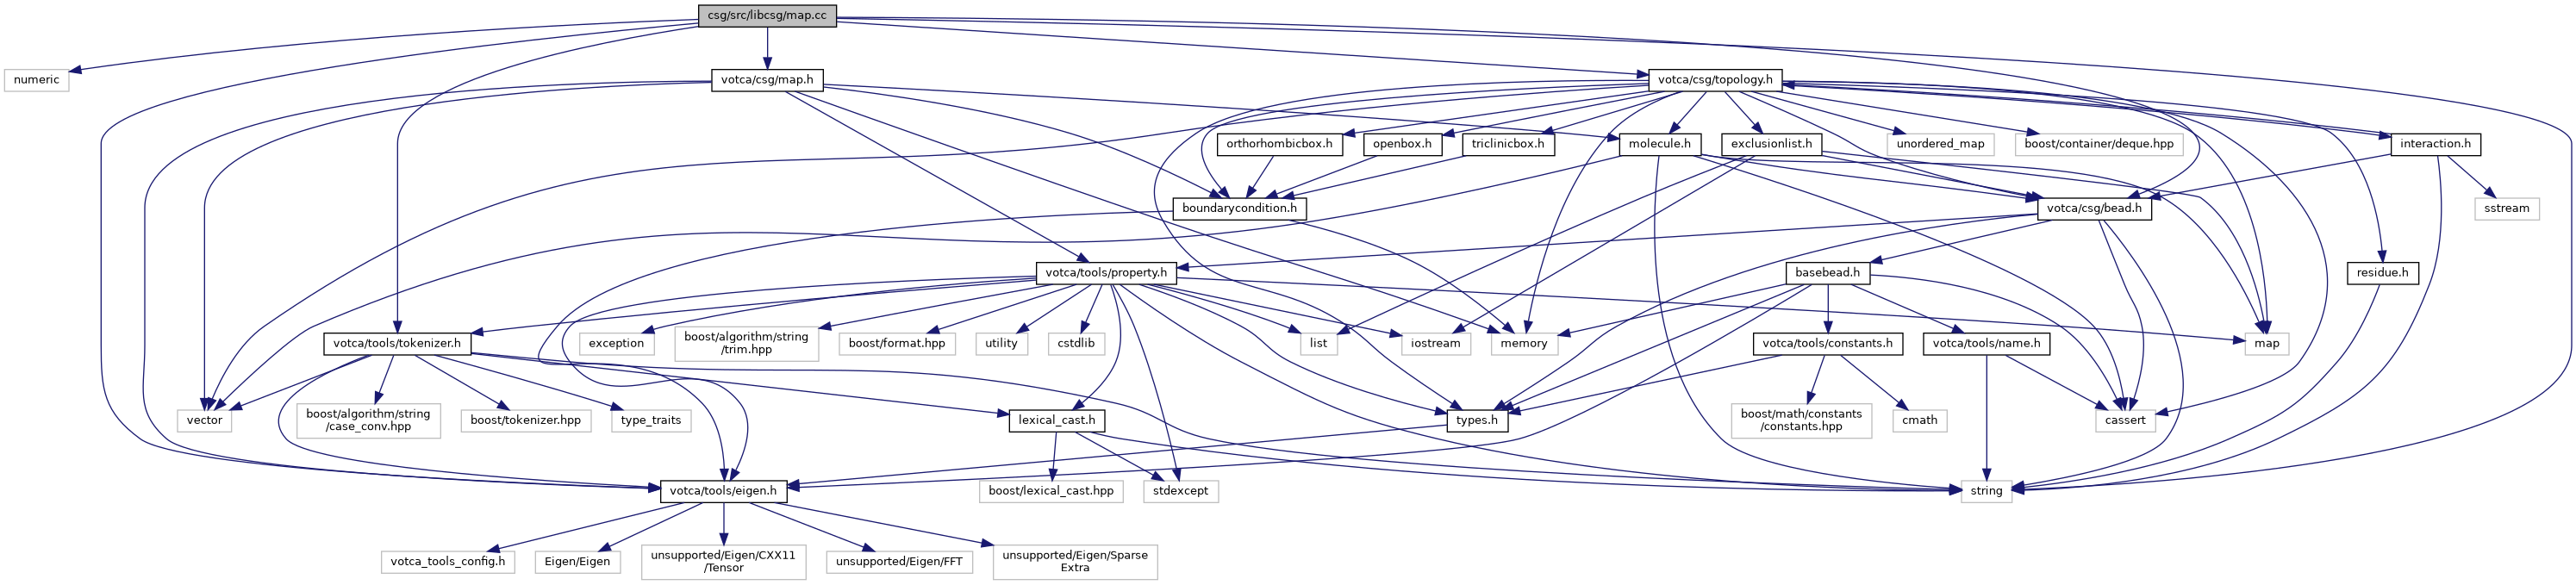 csg/src/libcsg/map.cc
numeric
votca/csg/map.h
votca/csg/topology.h
orthorhombicbox.h
openbox.h
triclinicbox.h
molecule.h
exclusionlist.h
unordered_map
boost/container/deque.hpp
interaction.h
boundarycondition.h
votca/csg/bead.h
sstream
votca/tools/property.h
basebead.h
residue.h
votca/tools/tokenizer.h
exception
boost/algorithm/string
/trim.hpp
boost/format.hpp
utility
cstdlib
list
iostream
memory
votca/tools/constants.h
votca/tools/name.h
map
vector
boost/algorithm/string
/case_conv.hpp
boost/tokenizer.hpp
type_traits
lexical_cast.h
types.h
boost/math/constants
/constants.hpp
cmath
cassert
votca/tools/eigen.h
boost/lexical_cast.hpp
stdexcept
string
votca_tools_config.h
Eigen/Eigen
unsupported/Eigen/CXX11
/Tensor
unsupported/Eigen/FFT
unsupported/Eigen/Sparse
Extra